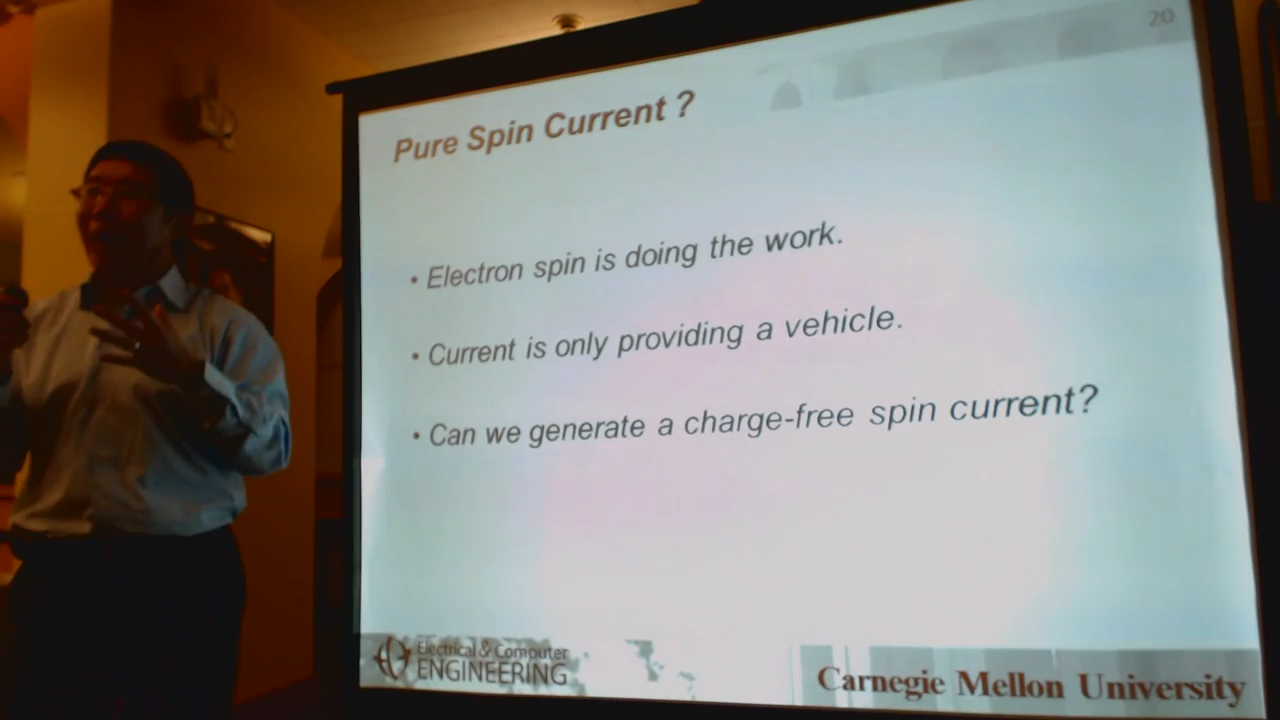 20
Pure Spin Current ?
• Electron spin is doing the work.
• Current is only providing a vehicle.
• Can we generate a charge-free spin current?
Electrical & Computer
ENGINEERING
Carnegie Mellon University